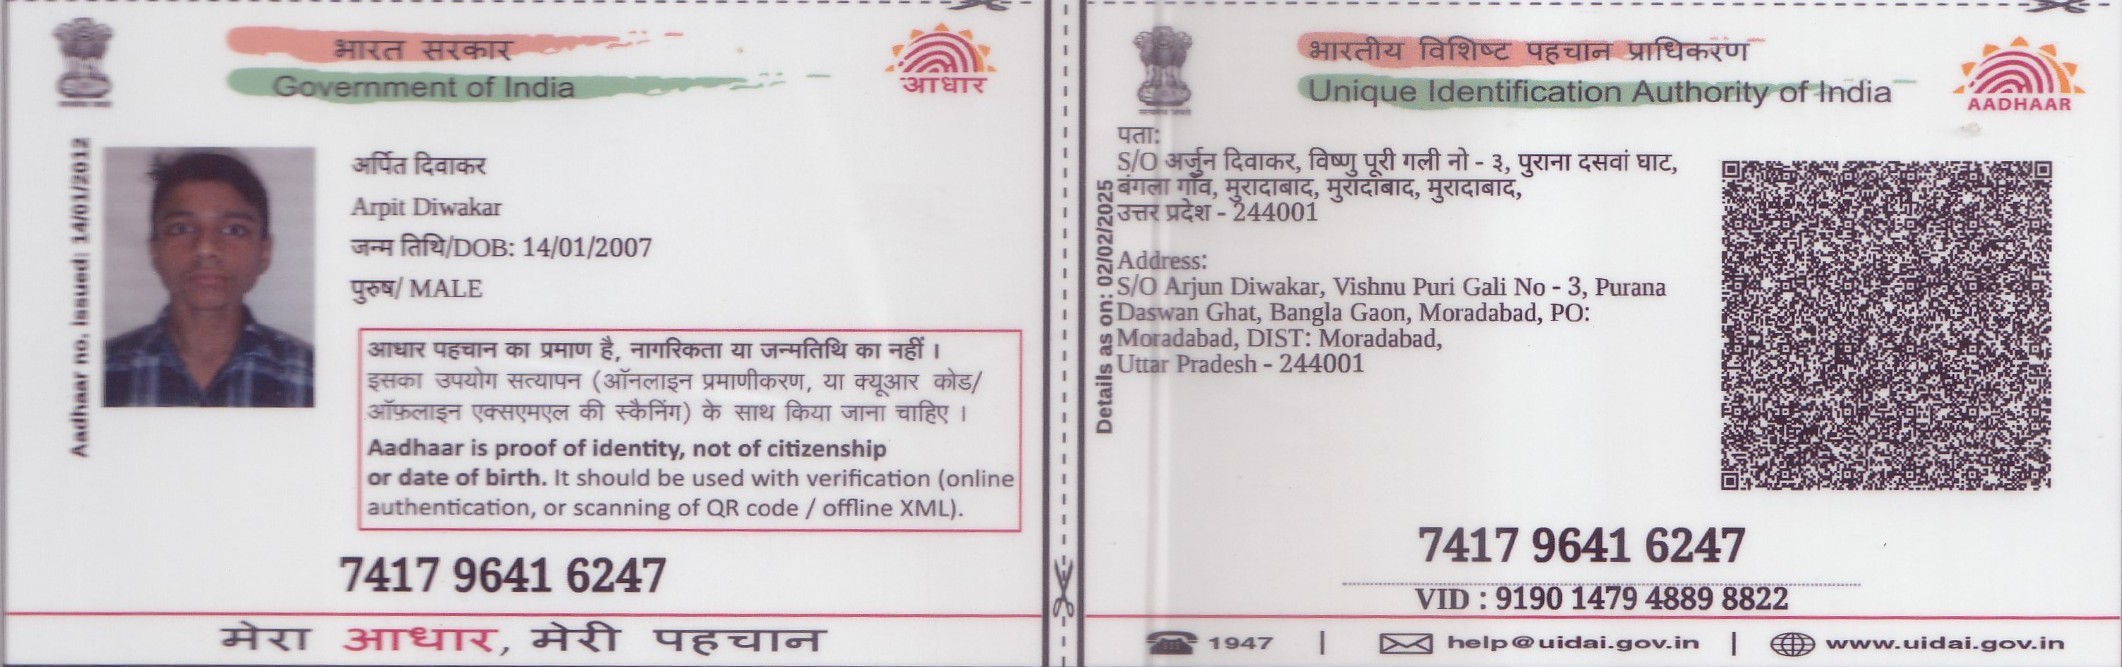 भारत सरकार
Government of India
आधार
Aadhaar no. issued: 14/01/2012
अर्पित दिवाकर
Arpit Diwakar
जन्म तिथि/DOB: 14/01/2007
पुरुष/ MALE
आधार पहचान का प्रमाण है, नागरिकता या जन्मतिथि का नहीं ।
इसका उपयोग सत्यापन (ऑनलाइन प्रमाणीकरण, या क्यूआर कोड/
ऑफ़लाइन एक्सएमएल की स्कैनिंग) के साथ किया जाना चाहिए ।
Aadhaar is proof of identity, not of citizenship
or date of birth. It should be used with verification (online
authentication, or scanning of QR code / offline XML).
7417 9641 6247
मेरा आधार, मेरी पहचान
भारतीय विशिष्ट पहचान प्राधिकरण
Unique Identification Authority of India
AADHAAR
Details as on: 02/02/2025
पता:
S/O अर्जुन दिवाकर, विष्णु पूरी गली नो - ३, पुराना दसवां घाट,
बंगला गाँव, मुरादाबाद, मुरादाबाद, मुरादाबाद,
उत्तर प्रदेश - 244001
Address:
S/O Arjun Diwakar, Vishnu Puri Gali No - 3, Purana
Daswan Ghat, Bangla Gaon, Moradabad, PO:
Moradabad, DIST: Moradabad,
Uttar Pradesh - 244001
7417 9641 6247
VID : 9190 1479 4889 8822
1947 | help@uidai.gov.in | www.uidai.gov.in